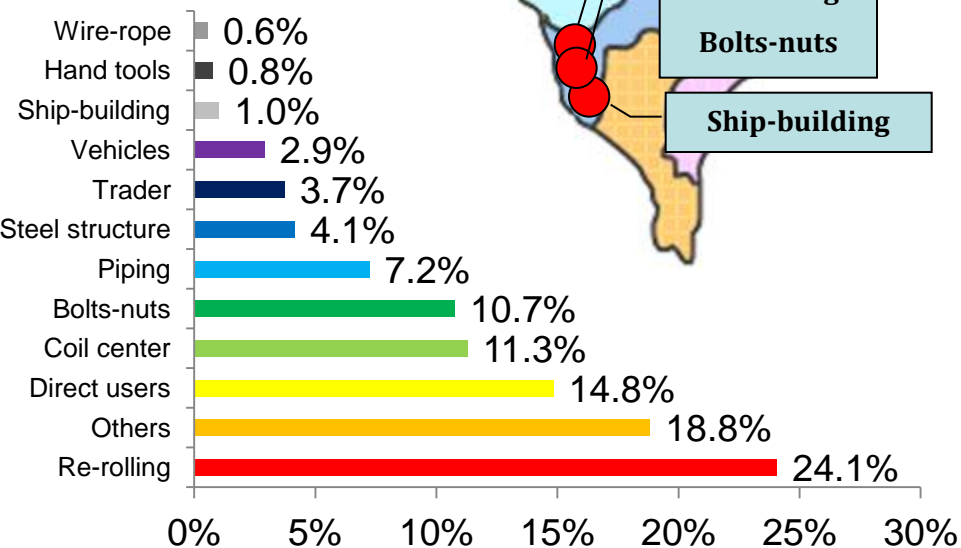 Wire-rope 0.6%
Hand tools 0.8%
Ship-building 1.0%
Vehicles 2.9%
Trader 3.7%
Steel structure 4.1%
Piping 7.2%
Bolts-nuts 10.7%
Coil center 11.3%
Direct users 14.8%
Others 18.8%
Re-rolling 24.1%
0% 5% 10% 15% 20% 25% 30%
Bolts-nuts
Ship-building